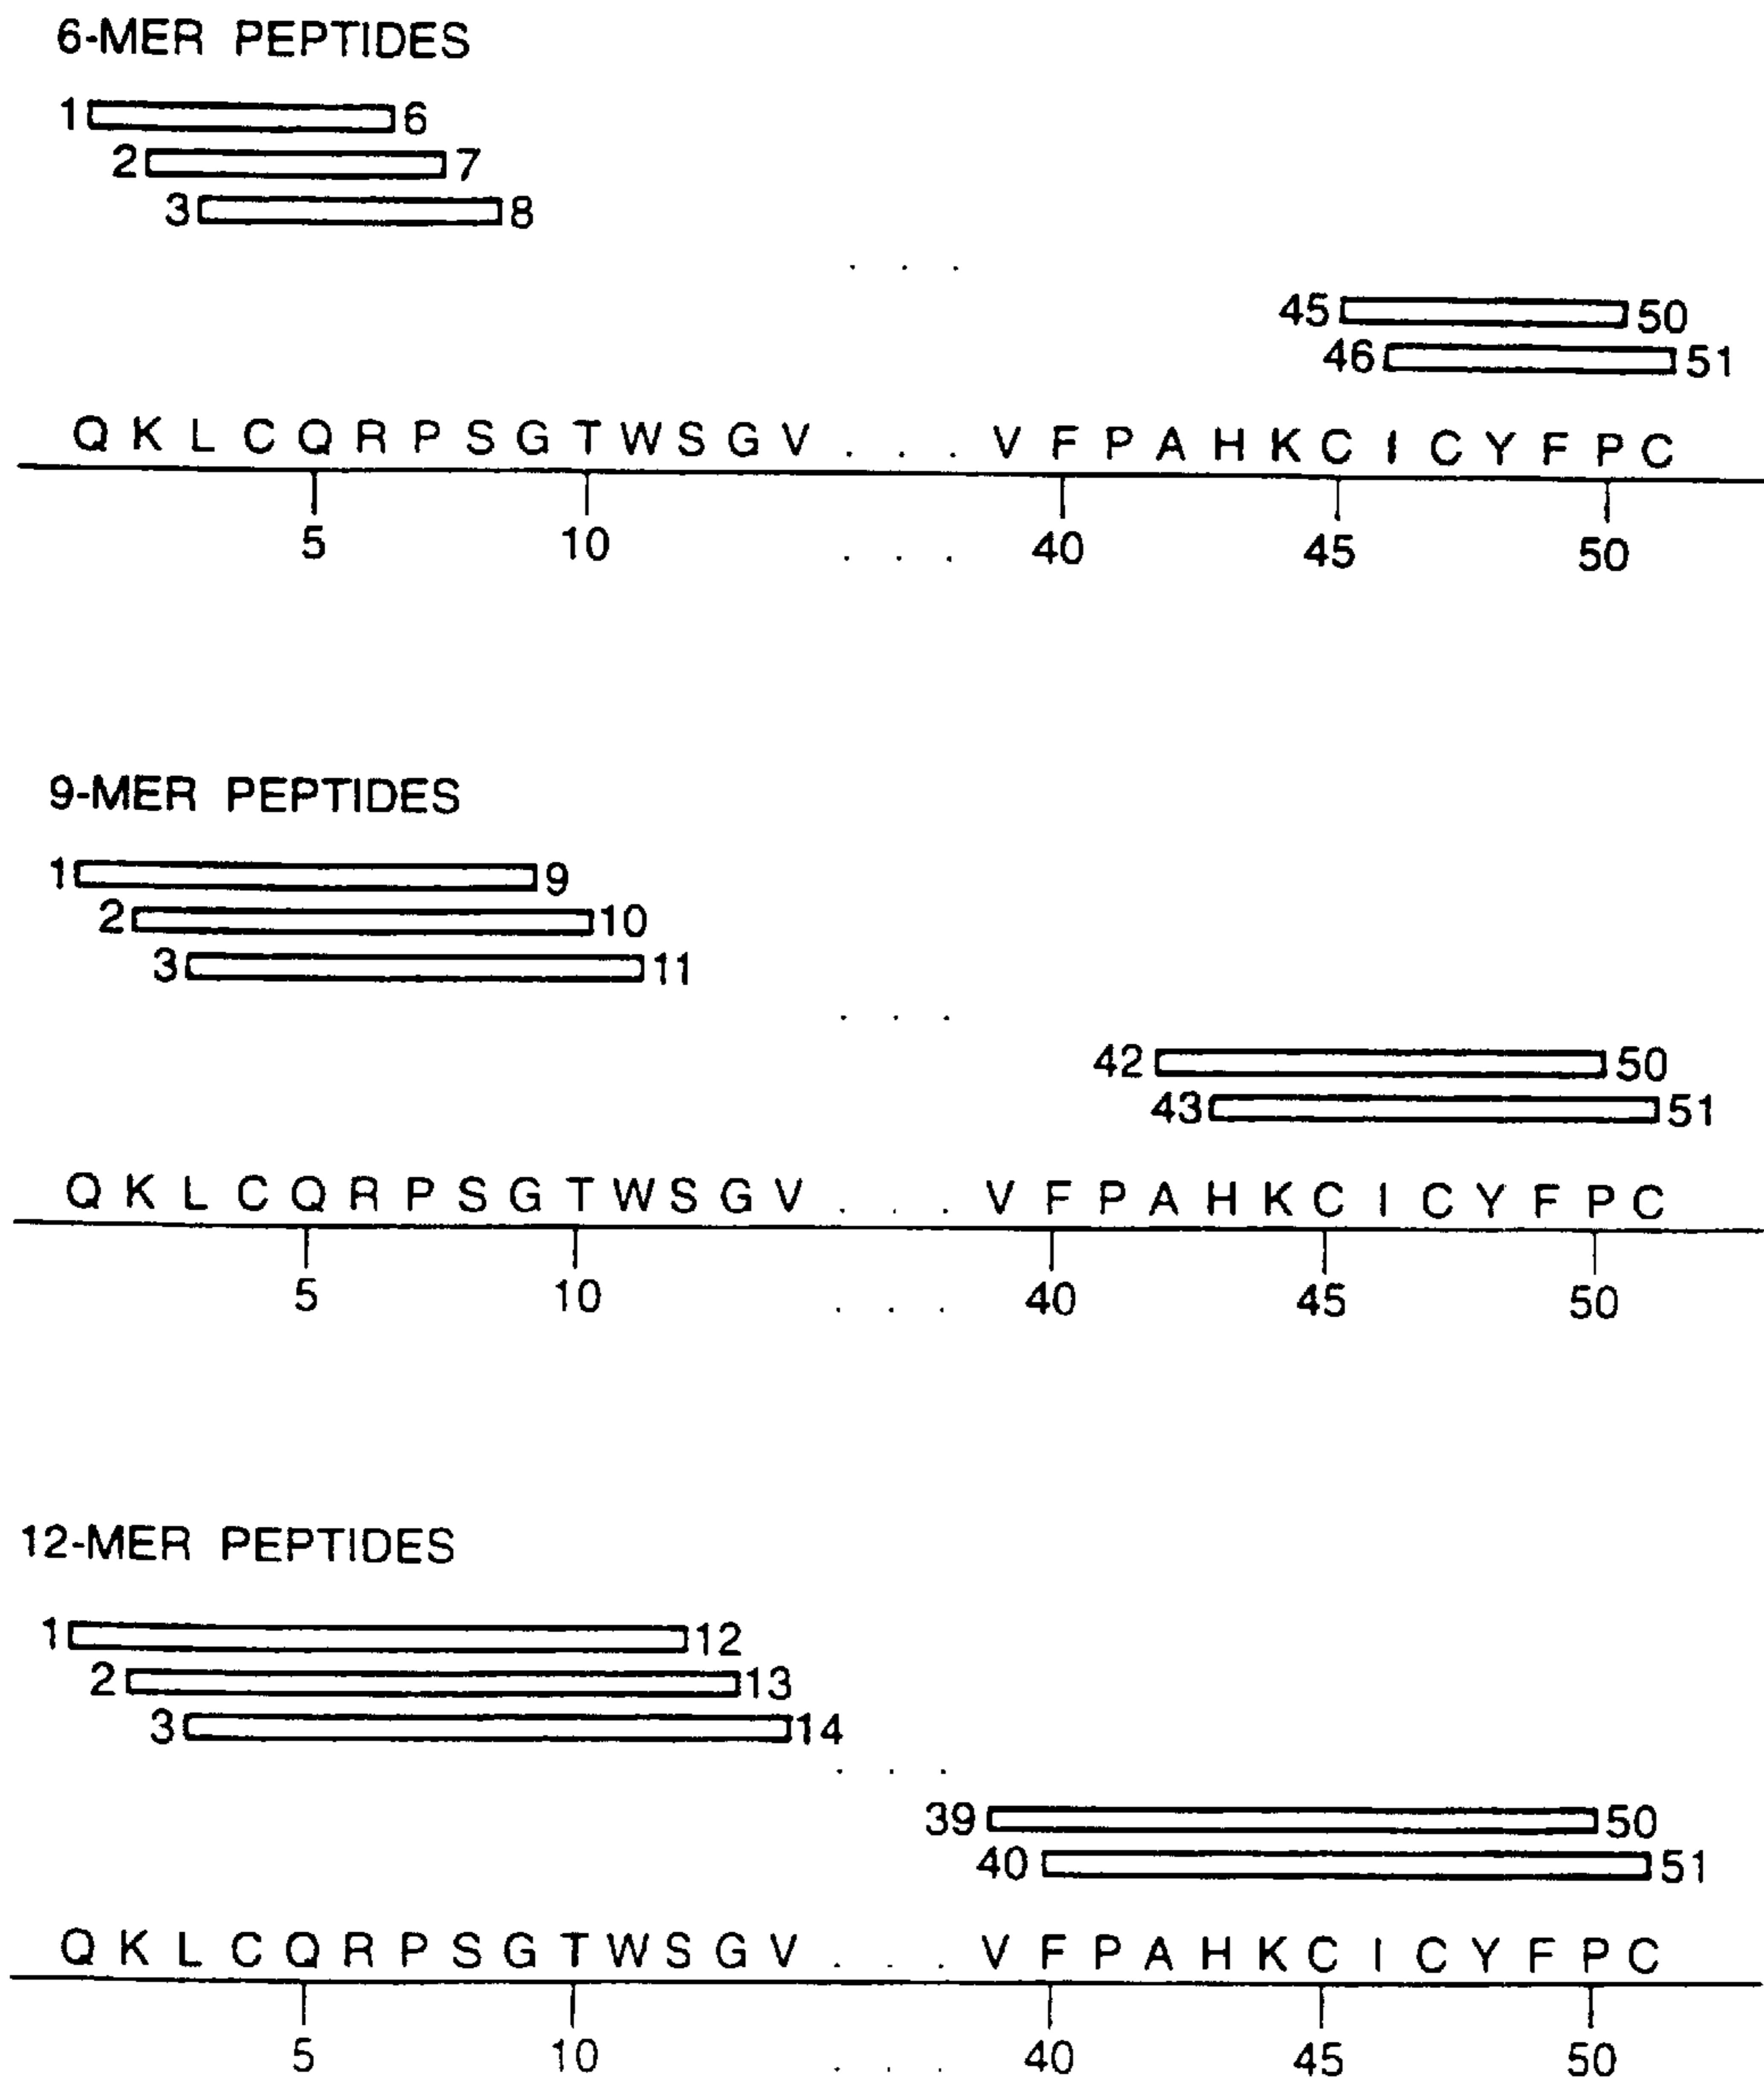 6-MER PEPTIDES
1 6
2 7
3 8
. . .
45 50
46 51
Q K L C Q R P S G T W S G V . . . V F P A H K C I C Y F P C
5 10 . . . 40 45 50
9-MER PEPTIDES
1 9
2 10
3 11
. . .
42 50
43 51
Q K L C Q R P S G T W S G V . . . V F P A H K C I C Y F P C
5 10 . . . 40 45 50
12-MER PEPTIDES
1 12
2 13
3 14
. . .
39 50
40 51
Q K L C Q R P S G T W S G V . . . V F P A H K C I C Y F P C
5 10 . . . 40 45 50